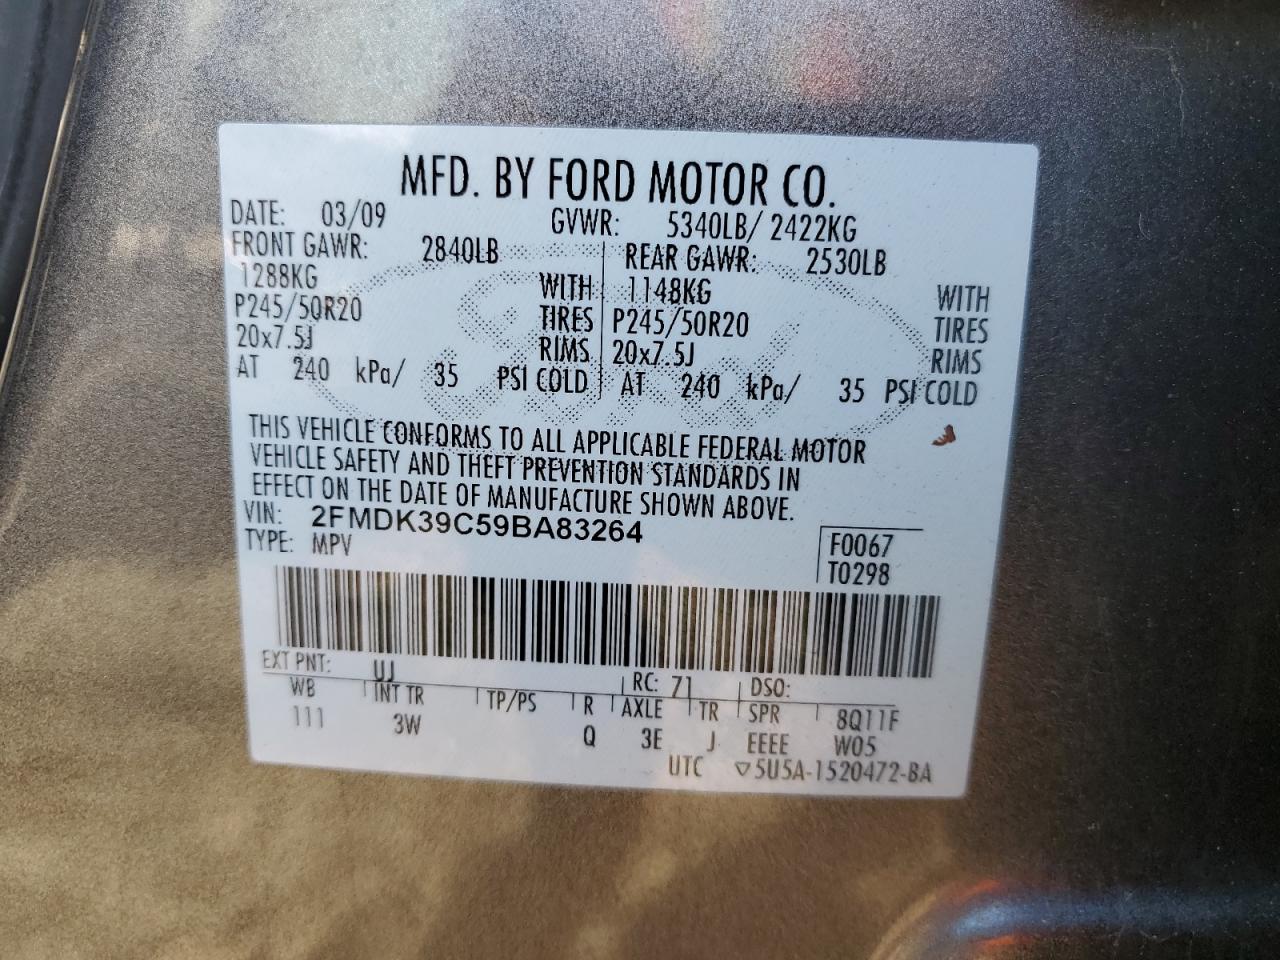 MFD. BY FORD MOTOR CO.
DATE: 03/09 GVWR: 5340LB/ 2422KG
FRONT GAWR: 2840LB REAR GAWR: 2530LB
1288KG WITH 1148KG WITH
P245/50R20 TIRES P245/50R20 TIRES
20x7.5J RIMS 20x7.5J RIMS
AT 240 kPa/ 35 PSI COLD AT 240 kPa/ 35 PSI COLD
THIS VEHICLE CONFORMS TO ALL APPLICABLE FEDERAL MOTOR
VEHICLE SAFETY AND THEFT PREVENTION STANDARDS IN
EFFECT ON THE DATE OF MANUFACTURE SHOWN ABOVE.
VIN: 2FMDK39C59BA83264
TYPE: MPV
F0067
T0298
EXT PNT: UJ RC: 71 DSO:
WB INT TR TP/PS R AXLE TR SPR 8Q11F
111 3W Q 3E J EEEE W05
UTC ▽5U5A-1520472-BA